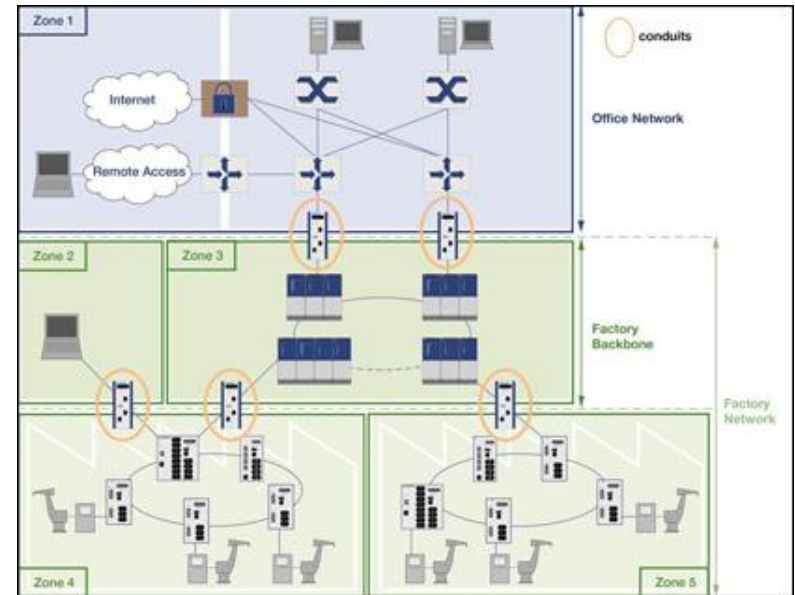 Zone 1
conduits
Internet
Office Network
Remote Access
Zone 2
Zone 3
Factory
Backbone
Factory
Network
Zone 4
Zone 5